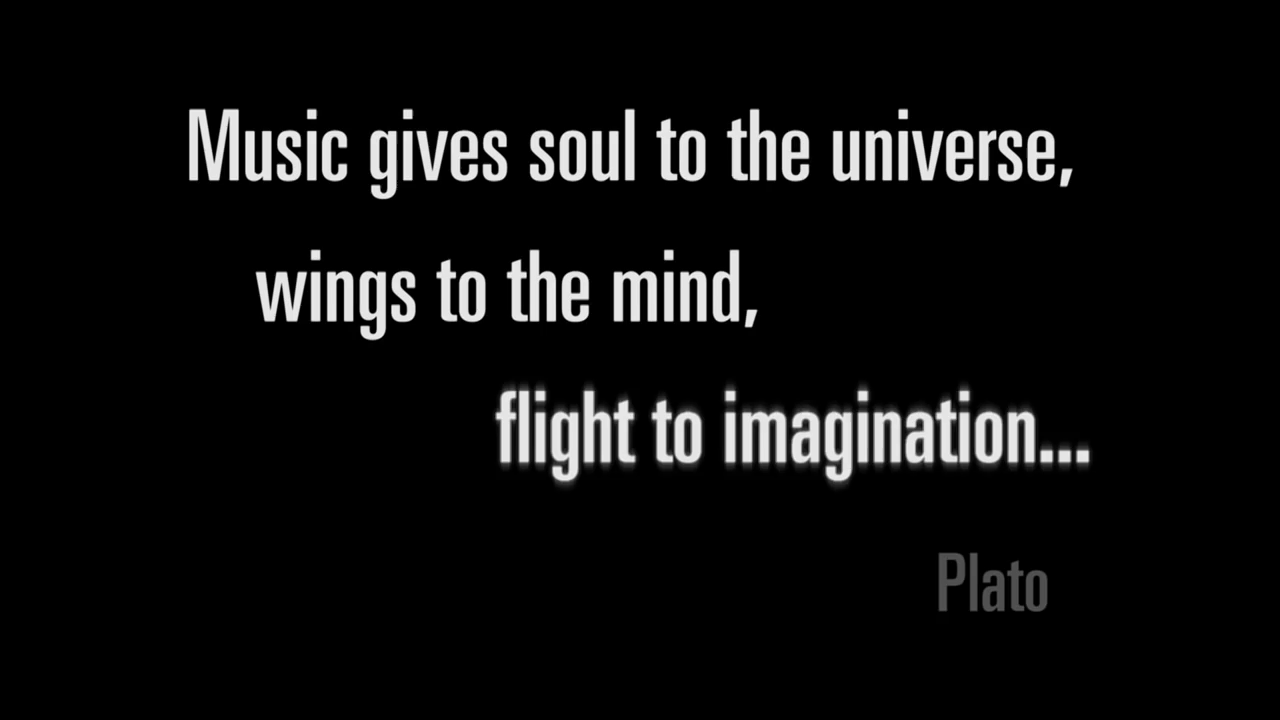 Music gives soul to the universe,
wings to the mind,
flight to imagination...
Plato